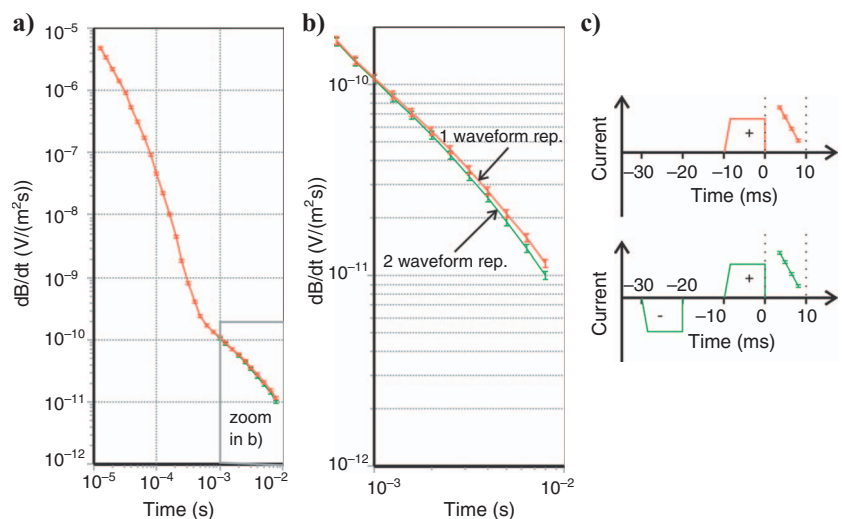 a)
10⁻⁵
10⁻⁶
10⁻⁷
10⁻⁸
10⁻⁹
10⁻¹⁰
10⁻¹¹
10⁻¹²
dB/dt (V/(m²s))
zoom
in b)
10⁻⁵ 10⁻⁴ 10⁻³ 10⁻²
Time (s)
b)
10⁻¹⁰
10⁻¹¹
10⁻¹²
dB/dt (V/(m²s))
1 waveform rep.
2 waveform rep.
10⁻³ 10⁻²
Time (s)
c)
Current
+
−30 −20 −10 0 10
Time (ms)
Current
−30 −20
+
-
−10 0 10
Time (ms)